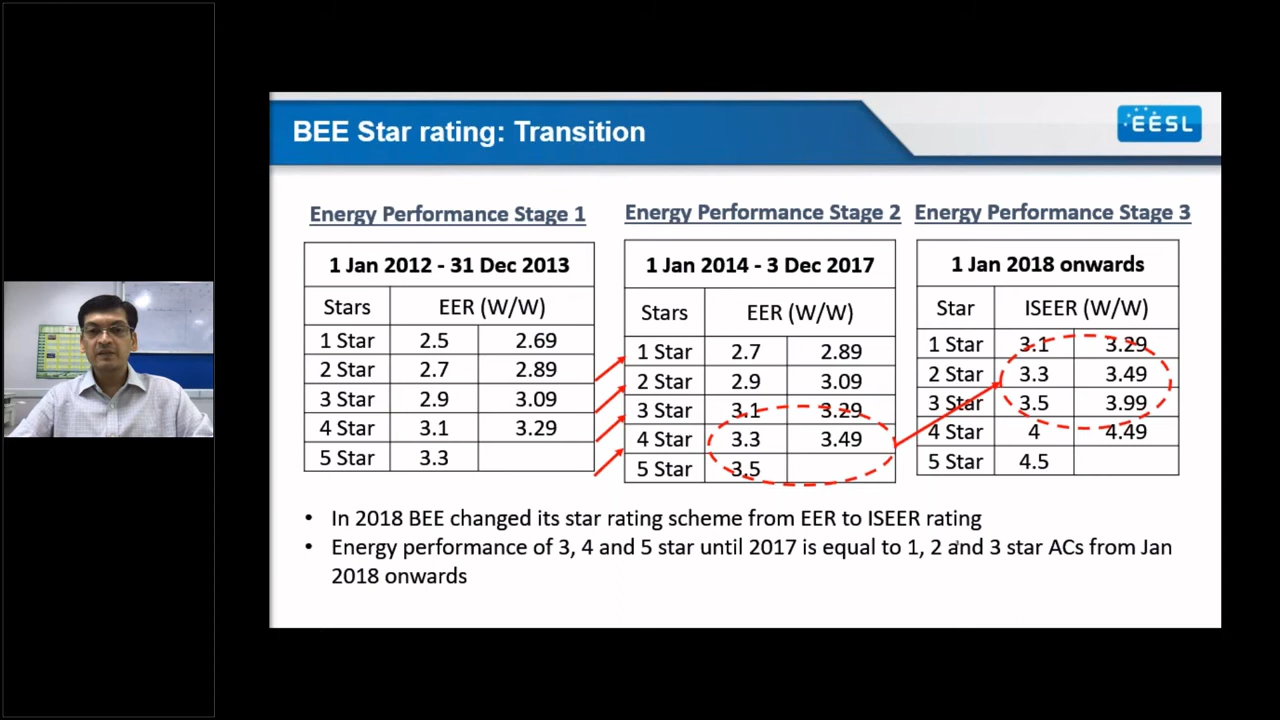 BEE Star rating: Transition
EESL
Energy Performance Stage 1
1 Jan 2012 - 31 Dec 2013
Stars EER (W/W)
1 Star 2.5 2.69
2 Star 2.7 2.89
3 Star 2.9 3.09
4 Star 3.1 3.29
5 Star 3.3
Energy Performance Stage 2
1 Jan 2014 - 3 Dec 2017
Stars EER (W/W)
1 Star 2.7 2.89
2 Star 2.9 3.09
3 Star 3.1 3.29
4 Star 3.3 3.49
5 Star 3.5
Energy Performance Stage 3
1 Jan 2018 onwards
Star ISEER (W/W)
1 Star 3.1 3.29
2 Star 3.3 3.49
3 Star 3.5 3.99
4 Star 4 4.49
5 Star 4.5
• In 2018 BEE changed its star rating scheme from EER to ISEER rating
• Energy performance of 3, 4 and 5 star until 2017 is equal to 1, 2 and 3 star ACs from Jan
2018 onwards